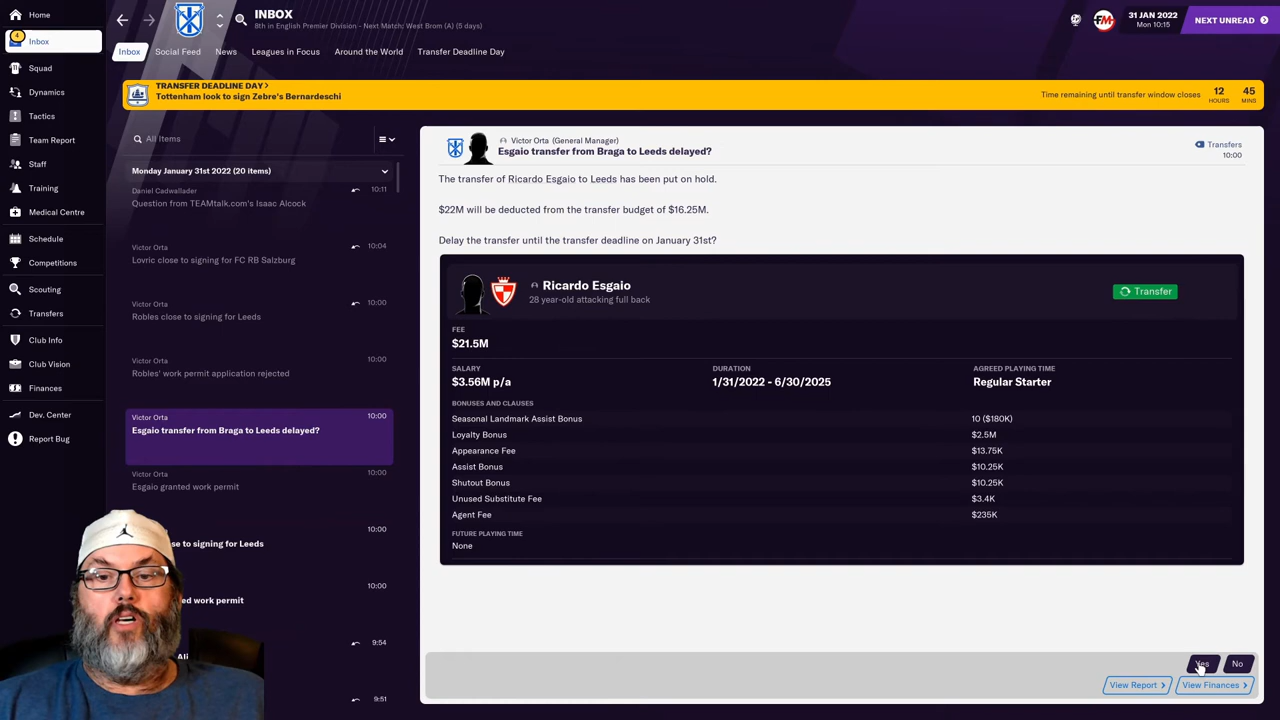 Home
4
Inbox
Squad
Dynamics
Tactics
Team Report
Staff
Training
Medical Centre
Schedule
Competitions
Scouting
Transfers
Club Info
Club Vision
Finances
Dev. Center
Report Bug
INBOX
8th in English Premier Division - Next Match: West Brom (A) (5 days)
FM
31 JAN 2022
Mon 10:15
NEXT UNREAD
Inbox
Social Feed
News
Leagues in Focus
Around the World
Transfer Deadline Day
TRANSFER DEADLINE DAY
Tottenham look to sign Zebre's Bernardeschi
Time remaining until transfer window closes
12
HOURS
45
MINS
All Items
Monday January 31st 2022 (20 items)
Daniel Cadwallader
10:11
Question from TEAMtalk.com's Isaac Alcock
Victor Orta
10:04
Lovric close to signing for FC RB Salzburg
Victor Orta
10:00
Robles close to signing for Leeds
Victor Orta
10:00
Robles' work permit application rejected
Victor Orta
10:00
Esgaio transfer from Braga to Leeds delayed?
Victor Orta
10:00
Esgaio granted work permit
10:00
se to signing for Leeds
10:00
ed work permit
9:54
Ali
9:51
Victor Orta (General Manager)
Esgaio transfer from Braga to Leeds delayed?
Transfers
10:00
The transfer of Ricardo Esgaio to Leeds has been put on hold.
$22M will be deducted from the transfer budget of $16.25M.
Delay the transfer until the transfer deadline on January 31st?
Ricardo Esgaio
28 year-old attacking full back
Transfer
FEE
$21.5M
SALARY
$3.56M p/a
DURATION
1/31/2022 - 6/30/2025
AGREED PLAYING TIME
Regular Starter
BONUSES AND CLAUSES
Seasonal Landmark Assist Bonus 10 ($180K)
Loyalty Bonus $2.5M
Appearance Fee $13.75K
Assist Bonus $10.25K
Shutout Bonus $10.25K
Unused Substitute Fee $3.4K
Agent Fee $235K
FUTURE PLAYING TIME
None
Yes
No
View Report
View Finances